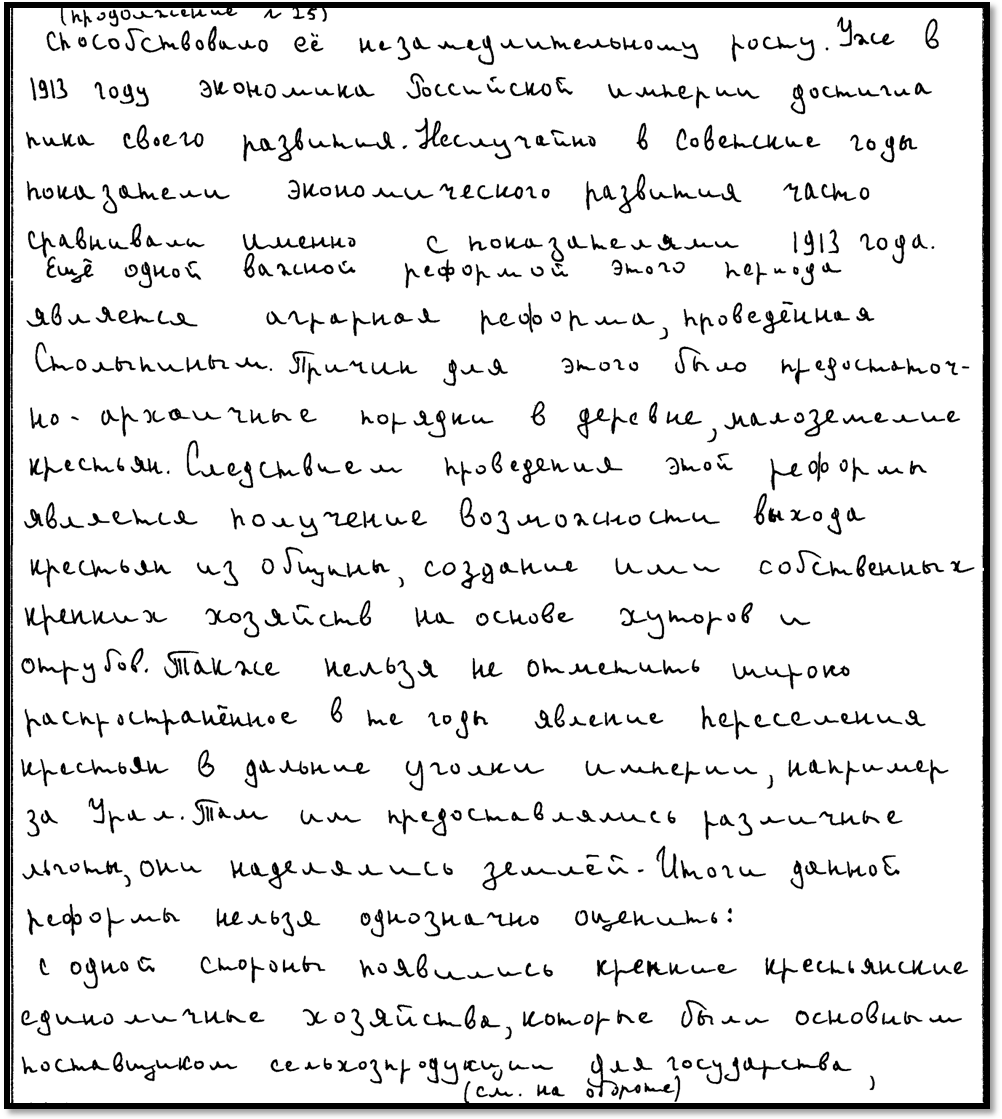 (продолжение № 25)
способствовало её незамедлительному росту. Уже в
1913 году экономика Российской империи достигла
пика своего развития. Неслучайно в Советские годы
показатели экономического развития часто
сравнивали именно с показателями 1913 года.
Ещё одной важной реформой этого периода
является аграрная реформа, проведённая
Столыпиным. Причин для этого было предостаточ-
но - архаичные порядки в деревне, малоземелие
крестьян. Следствием проведения этой реформы
является получение возможности выхода
крестьян из общины, создание ими собственных
крепких хозяйств на основе хуторов и
отрубов. Также нельзя не отметить широко
распространённое в те годы явление переселения
крестьян в дальние уголки империи, например
за Урал. Там им предоставлялись различные
льготы, они наделялись землёй. Итоги данной
реформы нельзя однозначно оценить:
с одной стороны появились крепкие крестьянские
единоличные хозяйства, которые были основным
поставщиком сельхозпродукции для государства,
(см. на обороте)